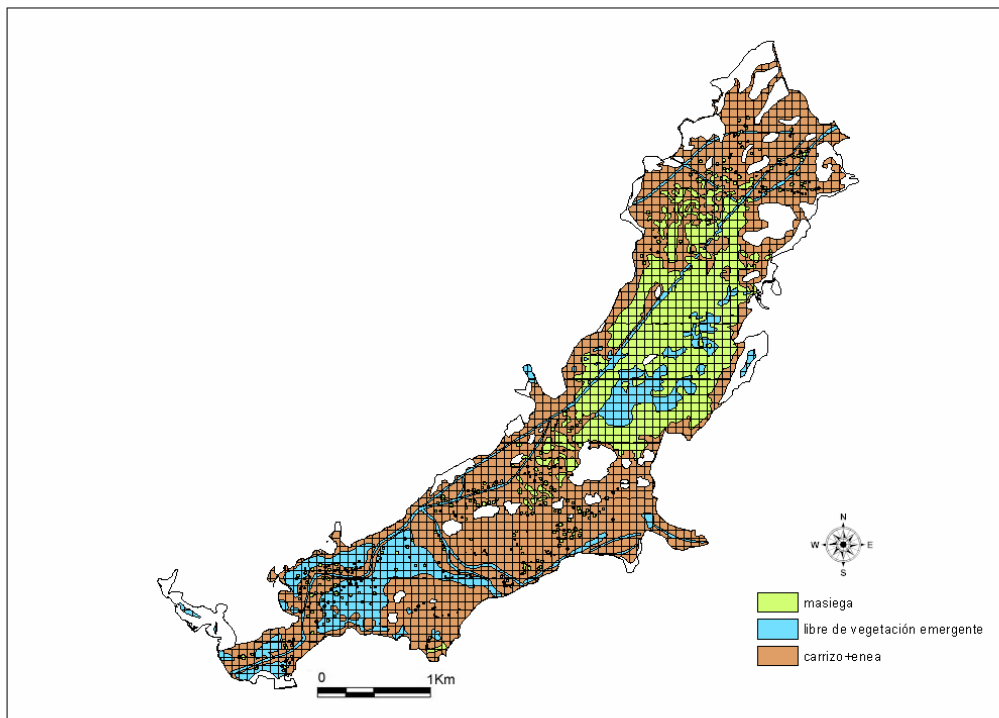 N
W E
S
masiega
libre de vegetación emergente
carrizo+enea
0 1Km